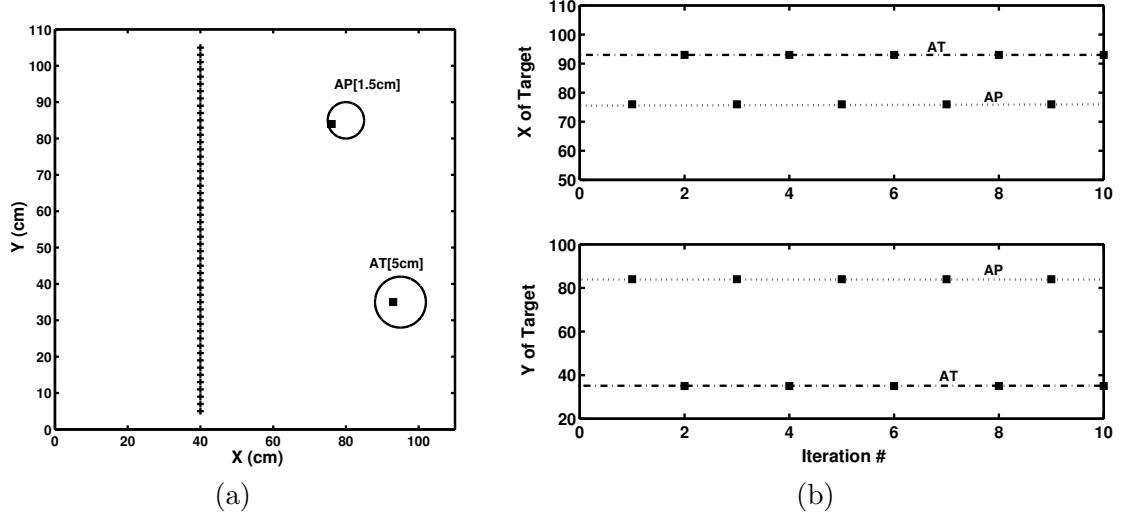 110
100
90
80
70
60
50
40
30
20
10
0
Y (cm)
AP[1.5cm]
AT[5cm]
0 20 40 60 80 100
X (cm)
(a)
110
100
90
80
70
60
50
X of Target
AT
AP
0 2 4 6 8 10
100
80
60
40
20
Y of Target
AP
AT
0 2 4 6 8 10
Iteration #
(b)